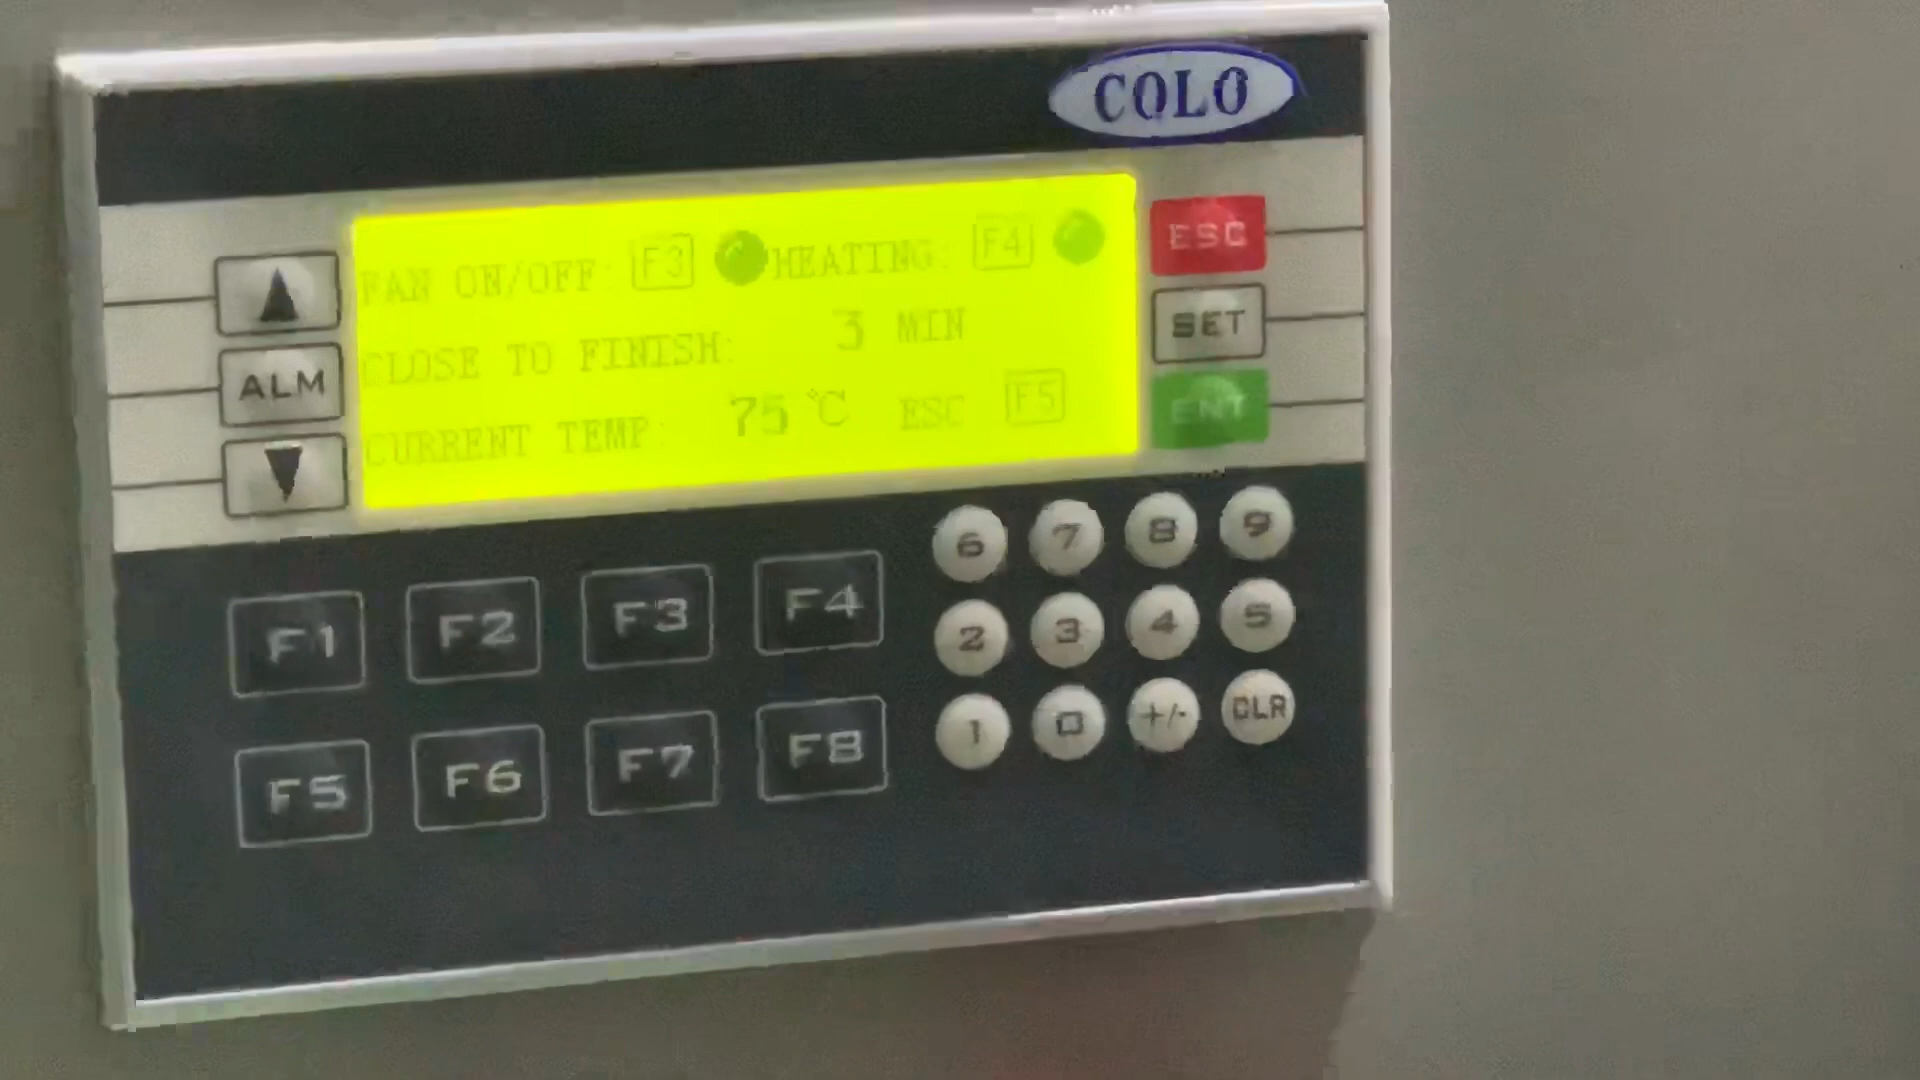 COLO
FAN ON/OFF: F3 HEATING: F4
CLOSE TO FINISH: 3 MIN
CURRENT TEMP: 75 ℃ ESC F5
ALM
ESC
SET
ENT
F1 F2 F3 F4
F5 F6 F7 F8
6 7 8 9
2 3 4 5
1 0 +/- CLR